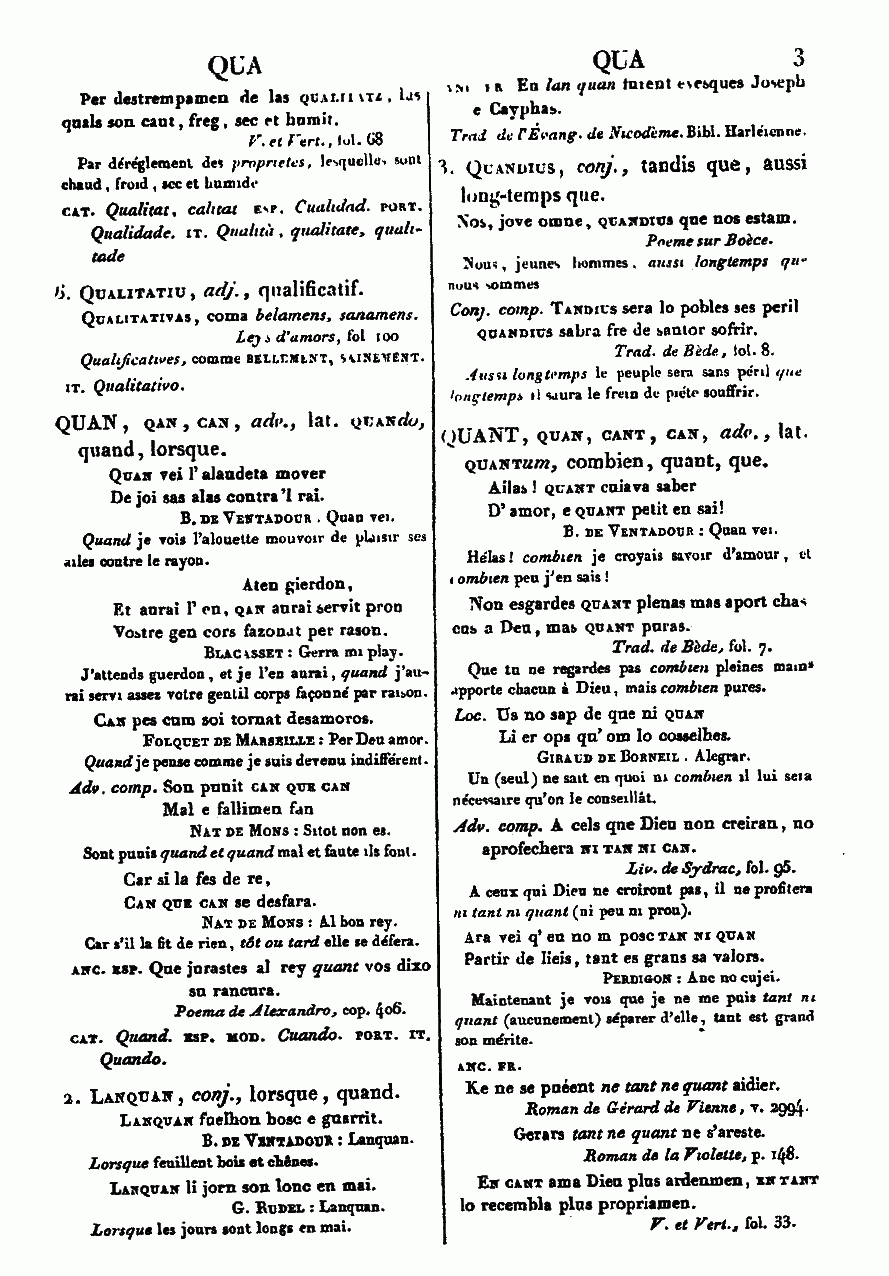 QUA
Per destrempamen de las QUALITATZ, las
quals son caut, freg, sec et humit.
V. et Vert., fol. 68
Par déréglement des propriétes, lesquelles sont
chaud, froid, sec et humide
CAT. Qualitat, calitat ESP. Cualidad. PORT.
Qualidade. IT. Qualità, qualitate, quali-
tade
6. QUALITATIU, adj., qualificatif.
QUALITATIVAS, coma belamens, sanamens.
Leys d'amors, fol 100
Qualificatives, comme BELLEMENT, SAINEMENT.
IT. Qualitativo.
QUAN, QAN, CAN, adv., lat. QUANdo,
quand, lorsque.
QUAN vei l'alaudeta mover
De joi sas alas contra'l rai.
B. DE VENTADOUR. Quan vei.
Quand je vois l'alouette mouvoir de plaisir ses
ailes contre le rayon.
Aten gierdon,
Et aurai l'en, QAN aurai servit pron
Vostre gen cors fazonat per rason.
BLACASSET: Gerra mi play.
J'attends guerdon, et je l'en aurai, quand j'au-
rai servi assez votre gentil corps façonné par raison.
CAN pes cum soi tornat desamoros.
FOLQUET DE MARSEILLE: Per Deu amor.
Quand je pense comme je suis devenu indifférent.
Adv. comp. Son punit CAN QUE CAN
Mal e fallimen fan
NAT DE MONS: Sitot non es.
Sont punis quand et quand mal et faute ils font.
Car si la fes de re,
CAN QUE CAN se desfara.
NAT DE MONS: Al bon rey.
Car s'il la fit de rien, tôt ou tard elle se défera.
ANC. ESP. Que jurastes al rey quant vos dixo
su rancura.
Poema de Alexandro, cop. 406.
CAT. Quand. ESP. MOD. Cuando. PORT. IT.
Quando.
2. LANQUAN, conj., lorsque, quand.
LANQUAN fuelhon bosc e guarrit.
B. DE VENTADOUR: Lanquan.
Lorsque feuillent bois et chênes.
LANQUAN li jorn son lonc en mai.
G. RUDEL: Lanquan.
Lorsque les jours sont longs en mai.
QUA 3
ANC FR En lan quan furent evesques Joseph
e Cayphas.
Trad de l'Évang. de Nicodème. Bibl. Harléienne.
3. QUANDIUS, conj., tandis que, aussi
long-temps que.
Nos, jove omne, QUANDIUS que nos estam.
Poeme sur Boèce.
Nous, jeunes hommes, aussi longtemps que
nous sommes
Conj. comp. TANDIUS sera lo pobles ses peril
QUANDIUS sabra fre de santor sofrir.
Trad. de Bède, fol. 8.
Aussi longtemps le peuple sera sans péril que
longtemps il saura le frein de piété souffrir.
QUANT, QUAN, CANT, CAN, adv., lat.
QUANTum, combien, quant, que.
Ailas! QUANT cuiava saber
D'amor, e QUANT petit en sai!
B. DE VENTADOUR: Quan vei.
Hélas! combien je croyais savoir d'amour, et
combien peu j'en sais!
Non esgardes QUANT plenas mas aport chas
cus a Deu, mas QUANT puras.
Trad. de Bède, fol. 7.
Que tu ne regardes pas combien pleines mains
apporte chacun à Dieu, mais combien pures.
Loc. Us no sap de que ni QUAN
Li er ops qu'om lo cosselhes.
GIRAUD DE BORNEIL. Alegrar.
Un (seul) ne sait en quoi ni combien il lui sera
nécessaire qu'on le conseillât.
Adv. comp. A cels que Dieu non creiran, no
aprofechera NI TAN NI CAN.
Liv. de Sydrac, fol. 95.
A ceux qui Dieu ne croiront pas, il ne profitera
ni tant ni quant (ni peu ni prou).
Ara vei q'eu no m posc TAN NI QUAN
Partir de lieis, tant es grans sa valors.
PERDIGON: Anc no cujei.
Maintenant je vois que je ne me puis tant ni
quant (aucunement) séparer d'elle, tant est grand
son mérite.
ANC. FR.
Ke ne se puéent ne tant ne quant aidier.
Roman de Gérard de Vienne, v. 2994.
Gerars tant ne quant ne s'areste.
Roman de la Violette, p. 148.
EN CANT ama Dieu plus ardenmen, EN TANT
lo recembla plus propriamen.
V. et Vert., fol. 33.